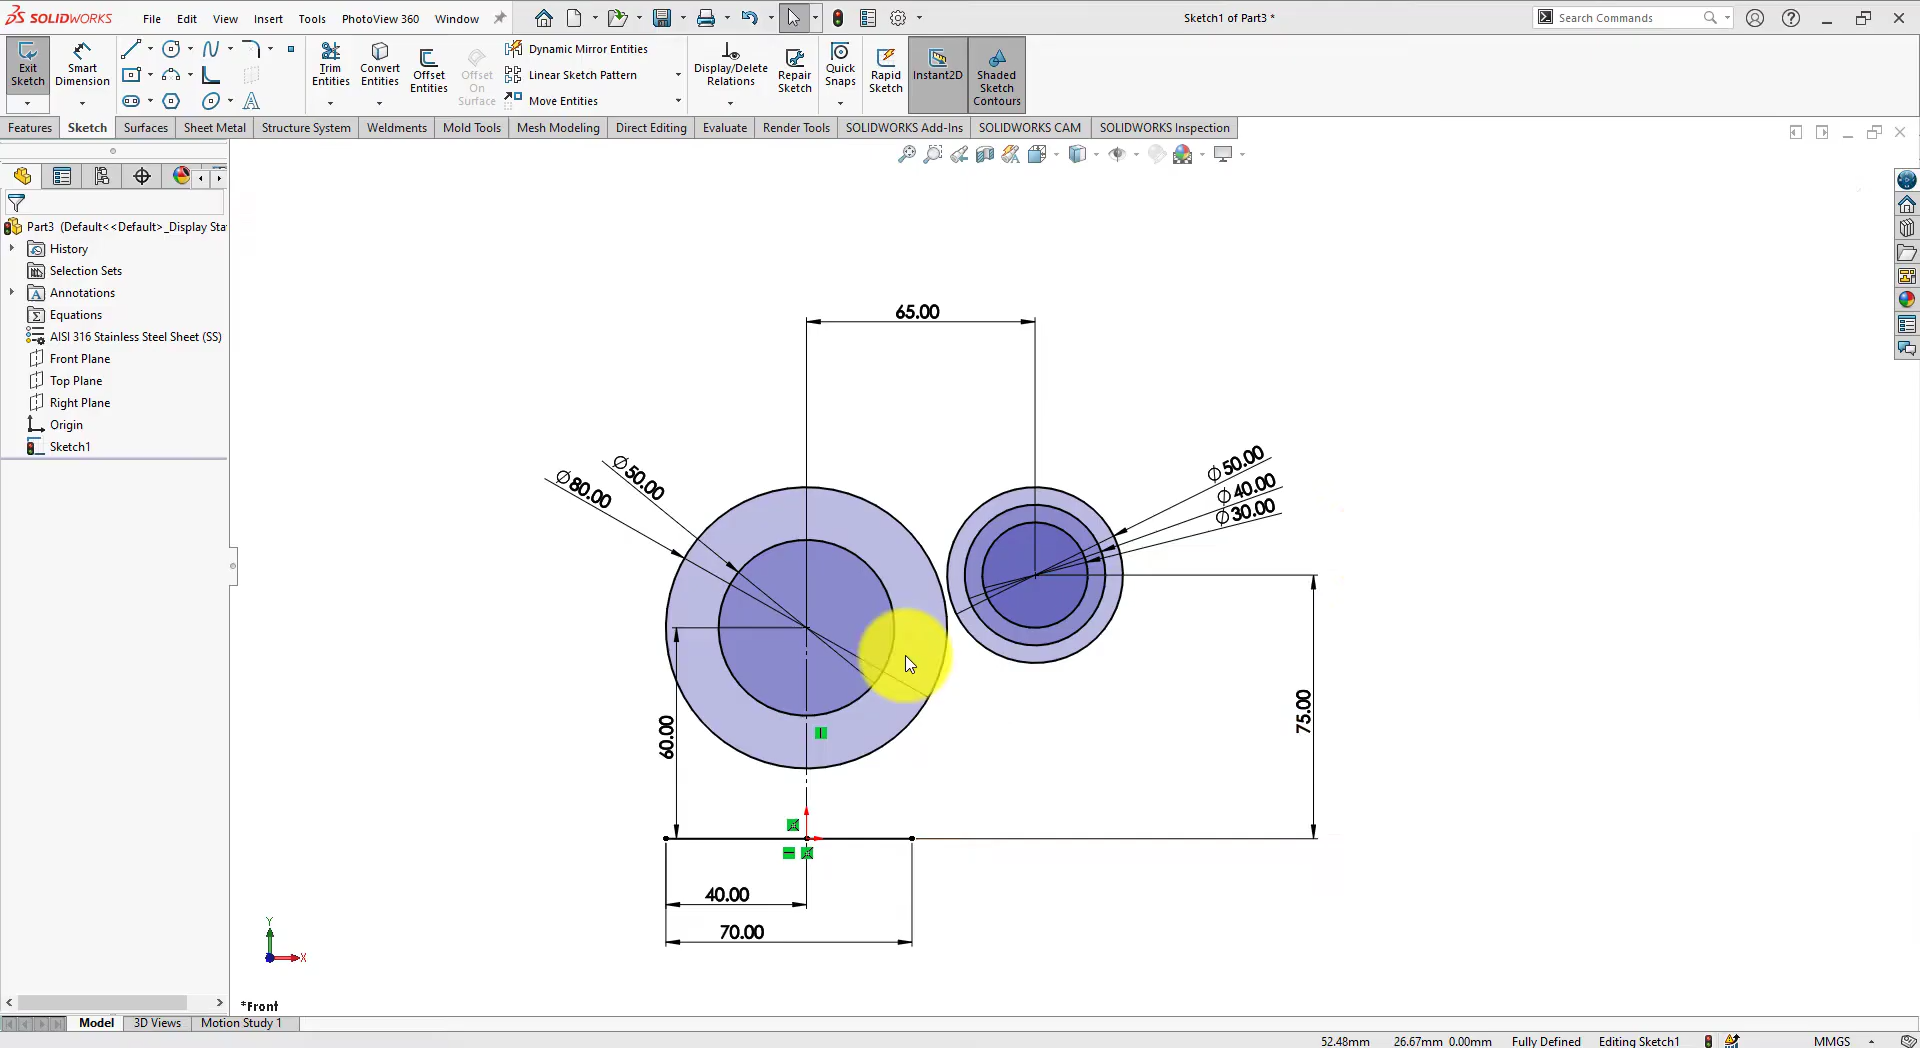 SOLIDWORKS
File Edit View Insert Tools PhotoView 360 Window
Sketch1 of Part3 *
Search Commands
Exit Sketch
Smart Dimension
Trim Entities
Convert Entities
Offset Entities
Offset On Surface
Dynamic Mirror Entities
Linear Sketch Pattern
Move Entities
Display/Delete Relations
Repair Sketch
Quick Snaps
Rapid Sketch
Instant2D
Shaded Sketch Contours
Features Sketch Surfaces Sheet Metal Structure System Weldments Mold Tools Mesh Modeling Direct Editing Evaluate Render Tools SOLIDWORKS Add-Ins SOLIDWORKS CAM SOLIDWORKS Inspection
Part3 (Default<<Default>_Display Sta
History
Selection Sets
Annotations
Equations
AISI 316 Stainless Steel Sheet (SS)
Front Plane
Top Plane
Right Plane
Origin
Sketch1
65.00
∅50.00
∅80.00
∅50.00
∅40.00
∅30.00
60.00
75.00
40.00
70.00
Y
X
*Front
Model 3D Views Motion Study 1
52.48mm 26.67mm 0.00mm Fully Defined Editing Sketch1 MMGS